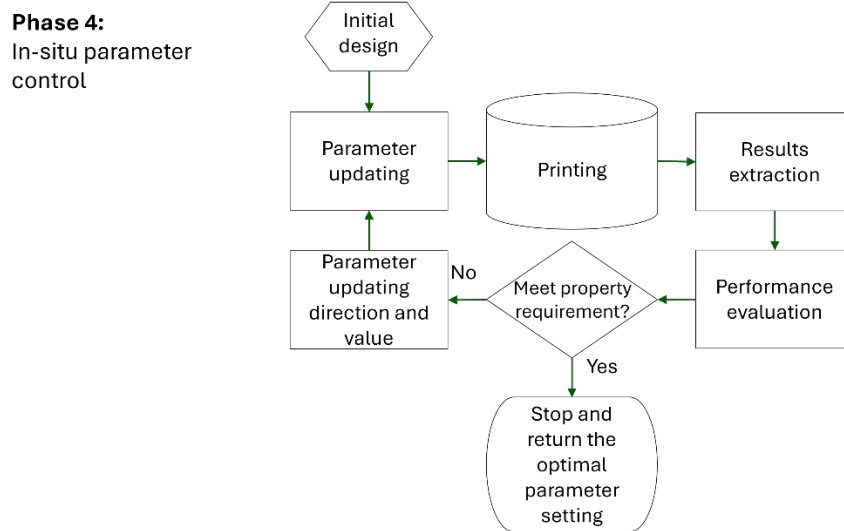 Phase 4:
In-situ parameter
control
Initial
design
Parameter
updating
Printing
Results
extraction
Performance
evaluation
Meet property
requirement?
No
Parameter
updating
direction and
value
Yes
Stop and
return the
optimal
parameter
setting